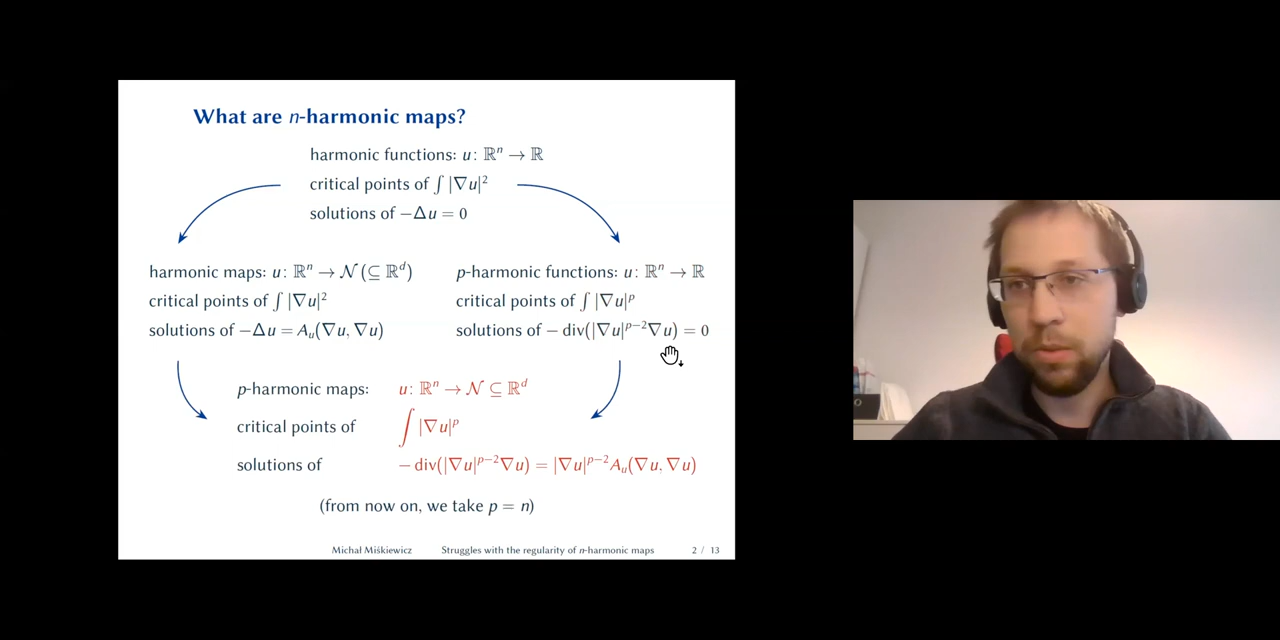 What are n-harmonic maps?
harmonic functions: u: ℝⁿ → ℝ
critical points of ∫ |∇u|²
solutions of −Δu = 0
harmonic maps: u: ℝⁿ → 𝒩 (⊆ ℝᵈ)
critical points of ∫ |∇u|²
solutions of −Δu = Aᵤ(∇u, ∇u)
p-harmonic functions: u: ℝⁿ → ℝ
critical points of ∫ |∇u|ᵖ
solutions of − div(|∇u|ᵖ⁻²∇u) = 0
p-harmonic maps: u: ℝⁿ → 𝒩 ⊆ ℝᵈ
critical points of ∫ |∇u|ᵖ
solutions of − div(|∇u|ᵖ⁻²∇u) = |∇u|ᵖ⁻²Aᵤ(∇u, ∇u)
(from now on, we take p = n)
Michał Miśkiewicz Struggles with the regularity of n-harmonic maps 2 / 13